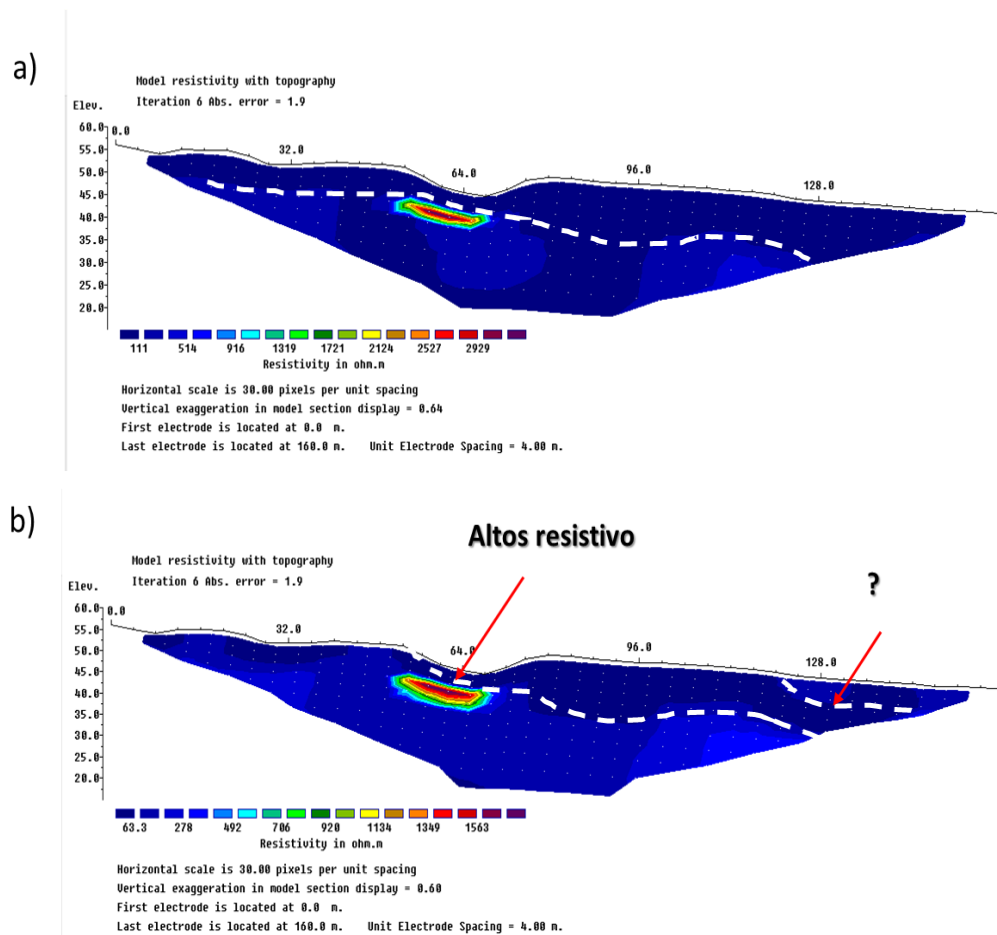 a)
Model resistivity with topography
Iteration 6 Abs. error = 1.9
Elev.
60.0
0.0
55.0
32.0
50.0
64.0
96.0
45.0
128.0
40.0
35.0
30.0
25.0
20.0
111 514 916 1319 1721 2124 2527 2929
Resistivity in ohm.m
Horizontal scale is 30.00 pixels per unit spacing
Vertical exaggeration in model section display = 0.64
First electrode is located at 0.0 m.
Last electrode is located at 160.0 m. Unit Electrode Spacing = 4.00 m.
b)
Altos resistivo
Model resistivity with topography
Iteration 6 Abs. error = 1.9
?
Elev.
60.0
0.0
55.0
32.0
50.0
64.0
96.0
45.0
128.0
40.0
35.0
30.0
25.0
20.0
63.3 278 492 706 920 1134 1349 1563
Resistivity in ohm.m
Horizontal scale is 30.00 pixels per unit spacing
Vertical exaggeration in model section display = 0.60
First electrode is located at 0.0 m.
Last electrode is located at 160.0 m. Unit Electrode Spacing = 4.00 m.